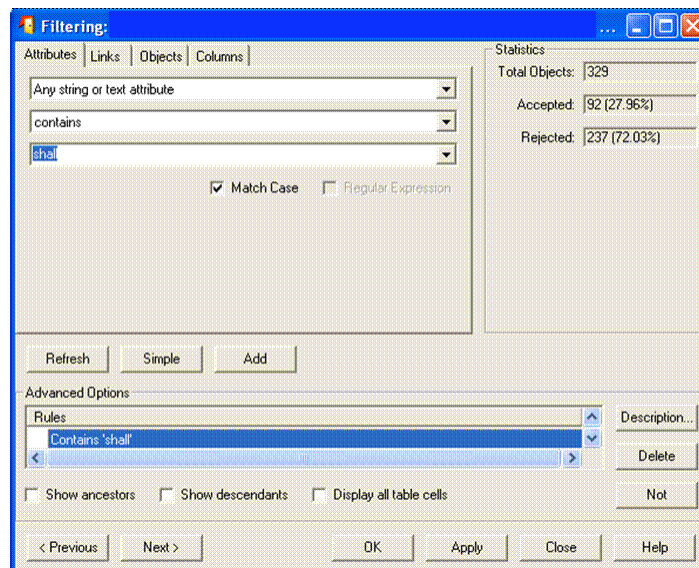 Filtering: ...
Attributes Links Objects Columns
Any string or text attribute
contains
shall
Match Case Regular Expression
Statistics
Total Objects: 329
Accepted: 92 (27.96%)
Rejected: 237 (72.03%)
Refresh Simple Add
Advanced Options
Rules
Contains 'shall'
Description...
Delete
Not
Show ancestors Show descendants Display all table cells
< Previous Next > OK Apply Close Help